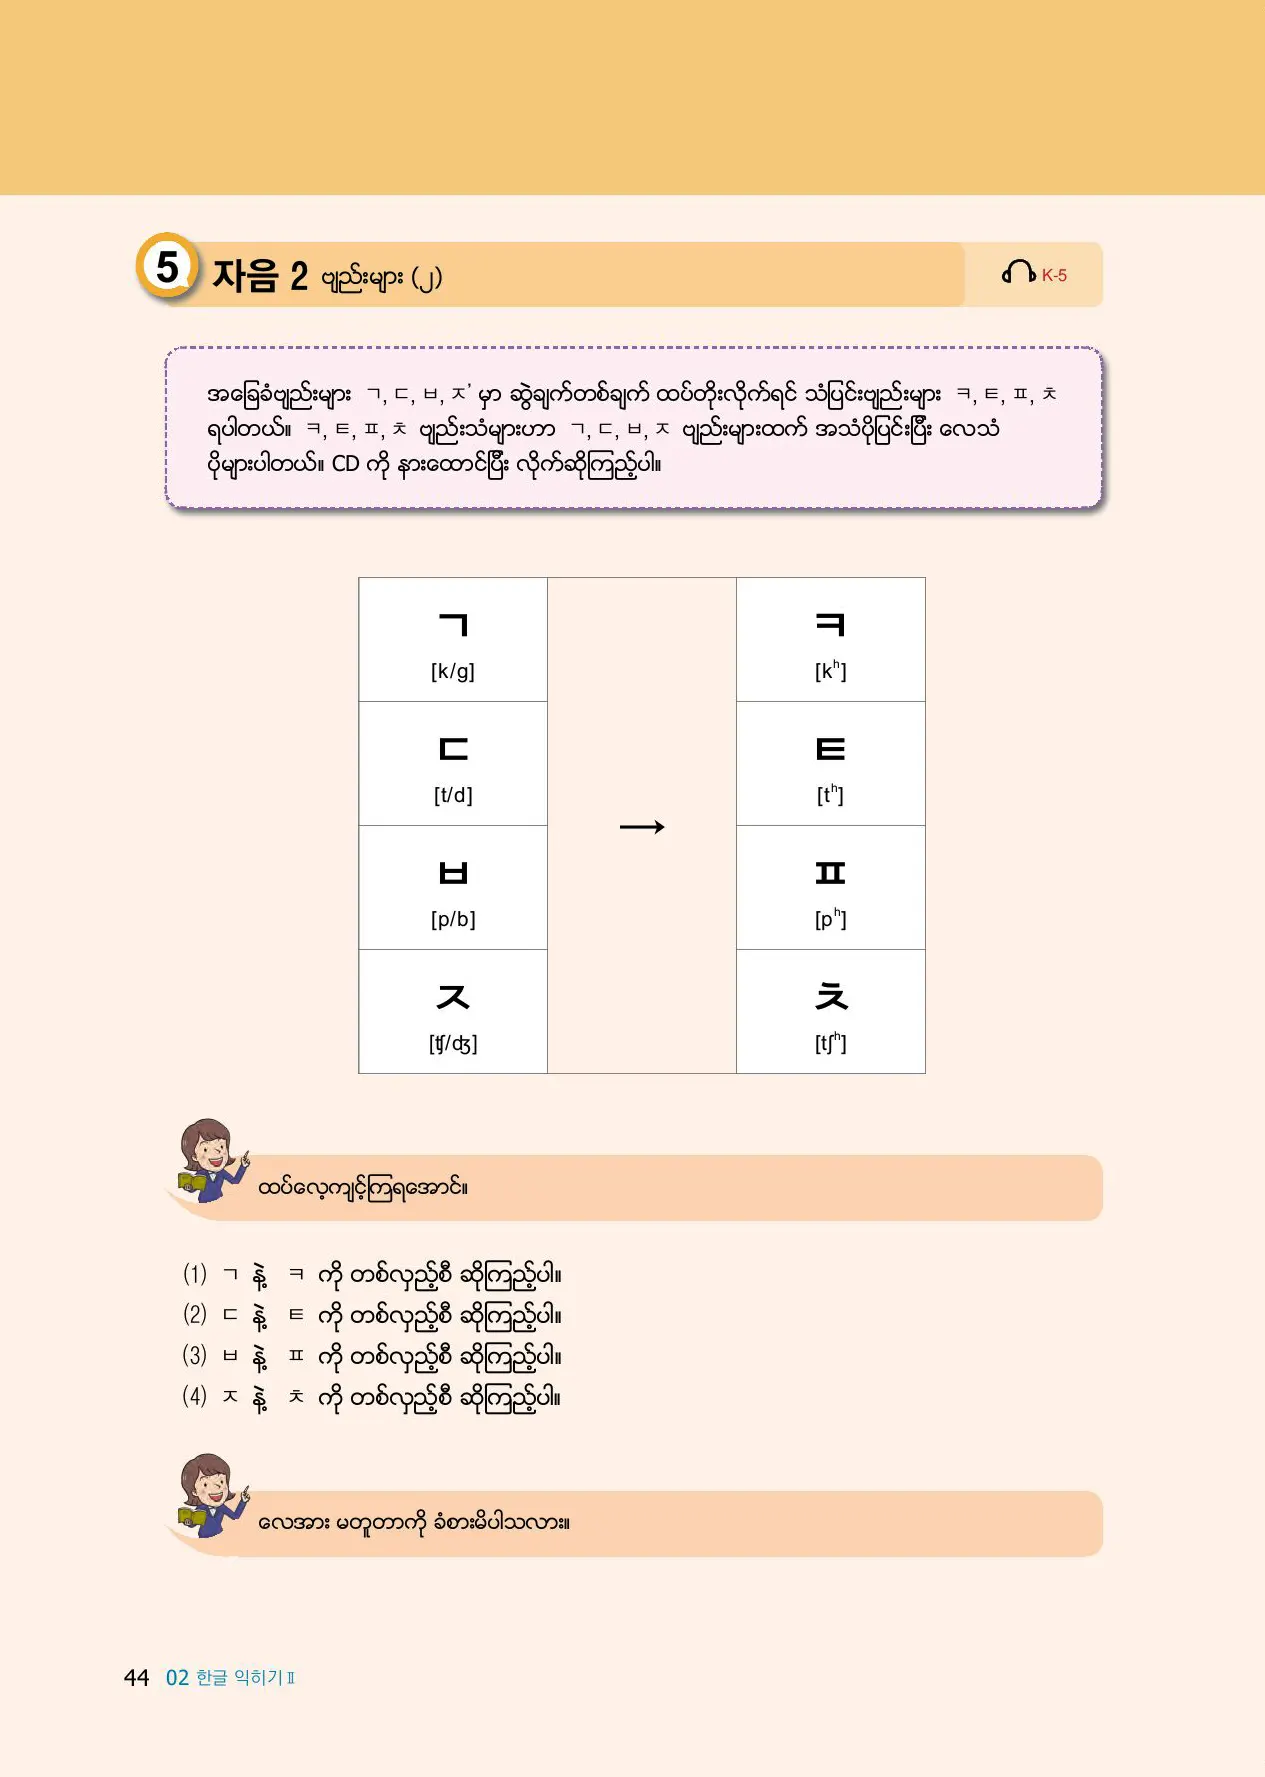 5 자음 2 ဗျည်းများ (၂)
K-5
အခြေခံဗျည်းများ ㄱ, ㄷ, ㅂ, ㅈ’ မှာ ဆွဲချက်တစ်ချက် ထပ်တိုးလိုက်ရင် သံပြင်းဗျည်းများ ㅋ, ㅌ, ㅍ, ㅊ
ရပါတယ်။ ㅋ, ㅌ, ㅍ, ㅊ ဗျည်းသံများဟာ ㄱ, ㄷ, ㅂ, ㅈ ဗျည်းများထက် အသံပိုပြင်းပြီး လေသံ
ပိုများပါတယ်။ CD ကို နားထောင်ပြီး လိုက်ဆိုကြည့်ပါ။
ㄱ → ㅋ
[k/g] [kʰ]
ㄷ ㅌ
[t/d] [tʰ]
ㅂ ㅍ
[p/b] [pʰ]
ㅈ ㅊ
[ʧ/ʤ] [tʃʰ]
ထပ်လေ့ကျင့်ကြရအောင်။
(1) ㄱ နဲ့ ㅋ ကို တစ်လှည့်စီ ဆိုကြည့်ပါ။
(2) ㄷ နဲ့ ㅌ ကို တစ်လှည့်စီ ဆိုကြည့်ပါ။
(3) ㅂ နဲ့ ㅍ ကို တစ်လှည့်စီ ဆိုကြည့်ပါ။
(4) ㅈ နဲ့ ㅊ ကို တစ်လှည့်စီ ဆိုကြည့်ပါ။
လေအား မတူတာကို ခံစားမိပါသလား။
44 02 한글 익히기 Ⅱ